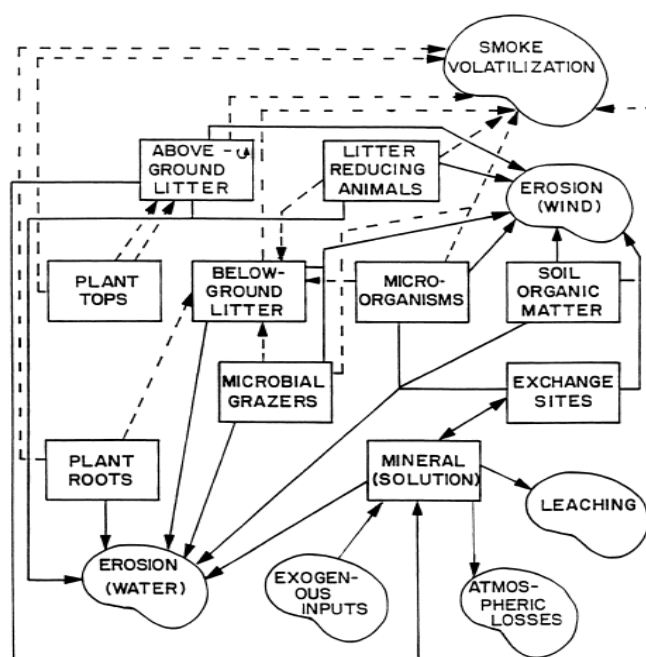 SMOKE
VOLATILIZATION
ABOVE
GROUND
LITTER
LITTER
REDUCING
ANIMALS
EROSION
(WIND)
PLANT
TOPS
BELOW-
GROUND
LITTER
MICRO-
ORGANISMS
SOIL
ORGANIC
MATTER
MICROBIAL
GRAZERS
EXCHANGE
SITES
PLANT
ROOTS
MINERAL
(SOLUTION)
LEACHING
EROSION
(WATER)
EXOGEN-
OUS
INPUTS
ATMOS-
PHERIC
LOSSES